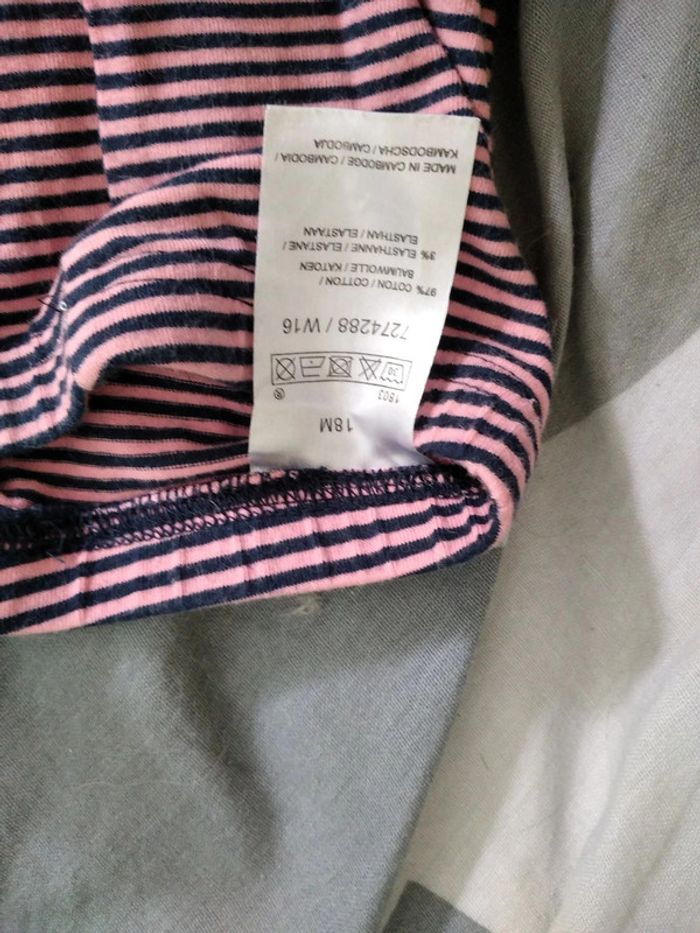 18M
®
1803
30
7274288 / W16
97% COTON / COTTON /
BAUMWOLLE / KATOEN
3% ELASTHANNE / ELASTANE /
ELASTHAN / ELASTAAN
MADE IN CAMBODGE / CAMBODIA /
KAMBODSCHA / CAMBODJA